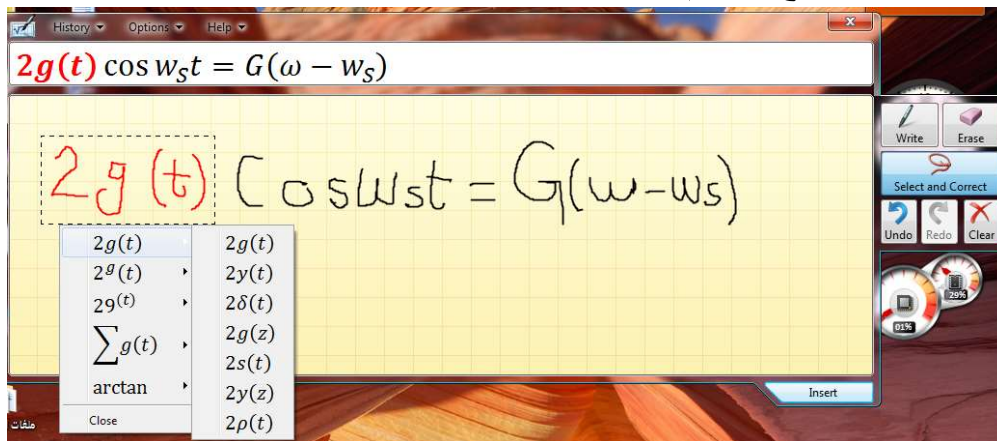 History Options Help X
2g(t) cos w_S t = G(ω − w_S)
2g(t) Cos wst = G(ω-ws)
Write Erase
Select and Correct
Undo Redo Clear
2g(t) 2g(t)
2^g(t) 2y(t)
29^(t) 2δ(t)
∑g(t) 2g(z)
2s(t)
arctan 2y(z)
Close 2ρ(t)
29%
01%
Insert
ملفات